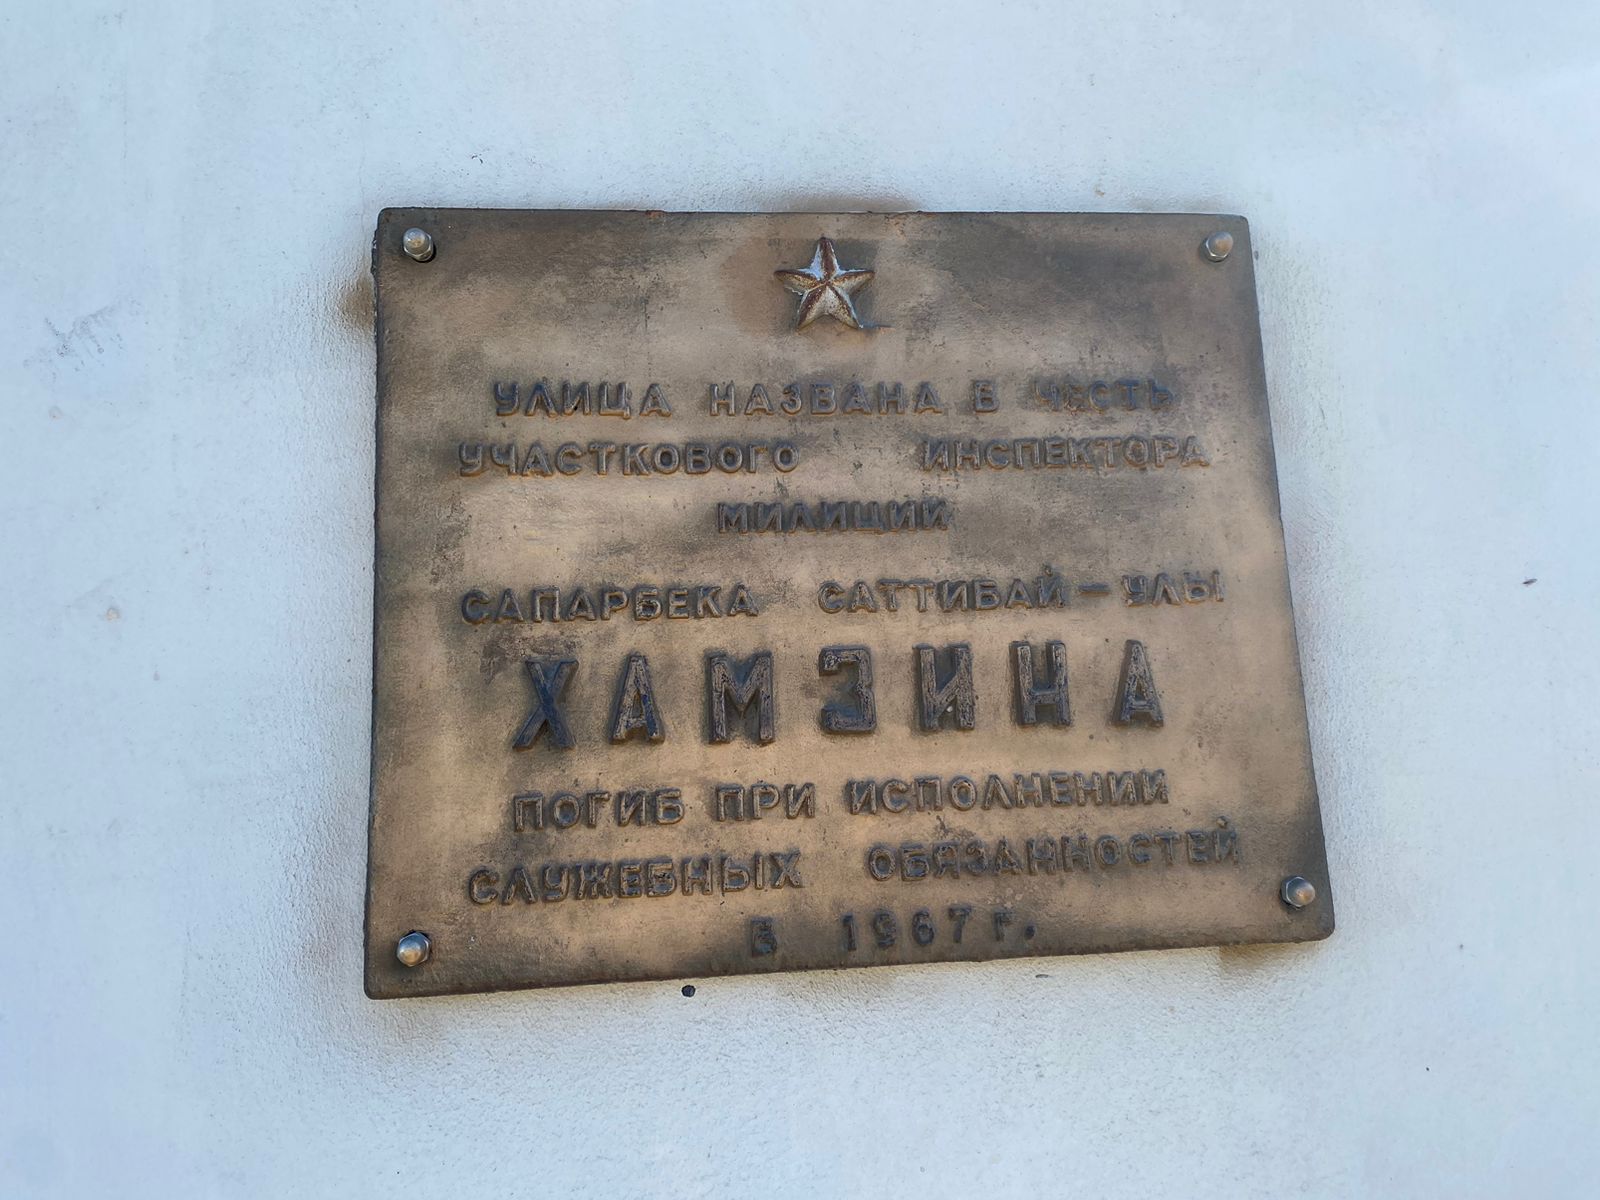 УЛИЦА НАЗВАНА В ЧЕСТЬ
УЧАСТКОВОГО ИНСПЕКТОРА
МИЛИЦИИ
САПАРБЕКА САТТИБАЙ-УЛЫ
ХАМЗИНА
ПОГИБ ПРИ ИСПОЛНЕНИИ
СЛУЖЕБНЫХ ОБЯЗАННОСТЕЙ
В 1967 г.